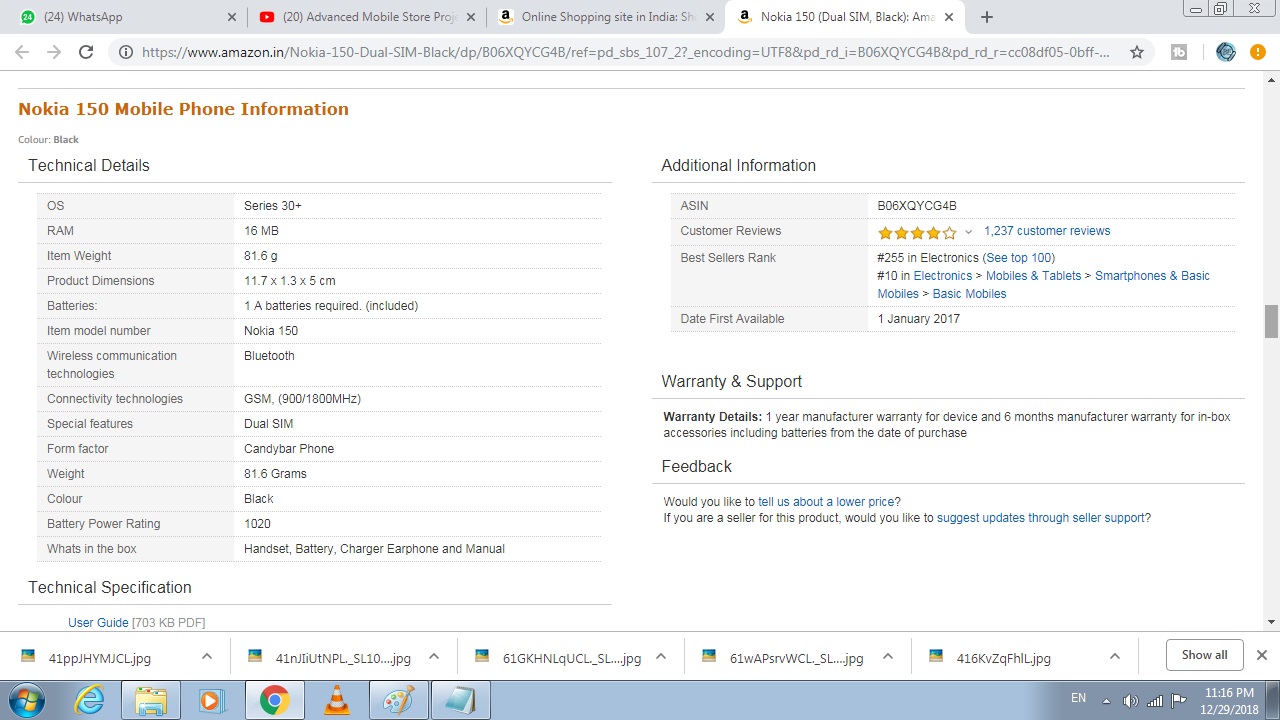 (24) WhatsApp
(20) Advanced Mobile Store Proje
Online Shopping site in India: Sh
Nokia 150 (Dual SIM, Black): Ama
https://www.amazon.in/Nokia-150-Dual-SIM-Black/dp/B06XQYCG4B/ref=pd_sbs_107_2?_encoding=UTF8&pd_rd_i=B06XQYCG4B&pd_rd_r=cc08df05-0bff-...
Nokia 150 Mobile Phone Information
Colour: Black
Technical Details
OS Series 30+
RAM 16 MB
Item Weight 81.6 g
Product Dimensions 11.7 x 1.3 x 5 cm
Batteries: 1 A batteries required. (included)
Item model number Nokia 150
Wireless communication technologies Bluetooth
Connectivity technologies GSM, (900/1800MHz)
Special features Dual SIM
Form factor Candybar Phone
Weight 81.6 Grams
Colour Black
Battery Power Rating 1020
Whats in the box Handset, Battery, Charger Earphone and Manual
Technical Specification
User Guide [703 KB PDF]
Additional Information
ASIN B06XQYCG4B
Customer Reviews 1,237 customer reviews
Best Sellers Rank #255 in Electronics (See top 100)
#10 in Electronics > Mobiles & Tablets > Smartphones & Basic
Mobiles > Basic Mobiles
Date First Available 1 January 2017
Warranty & Support
Warranty Details: 1 year manufacturer warranty for device and 6 months manufacturer warranty for in-box
accessories including batteries from the date of purchase
Feedback
Would you like to tell us about a lower price?
If you are a seller for this product, would you like to suggest updates through seller support?
41ppJHYMJCL.jpg
41nJIiUtNPL._SL10....jpg
61GKHNLqUCL._SL....jpg
61wAPsrvWCL._SL....jpg
416KvZqFhlL.jpg
Show all
EN
11:16 PM
12/29/2018